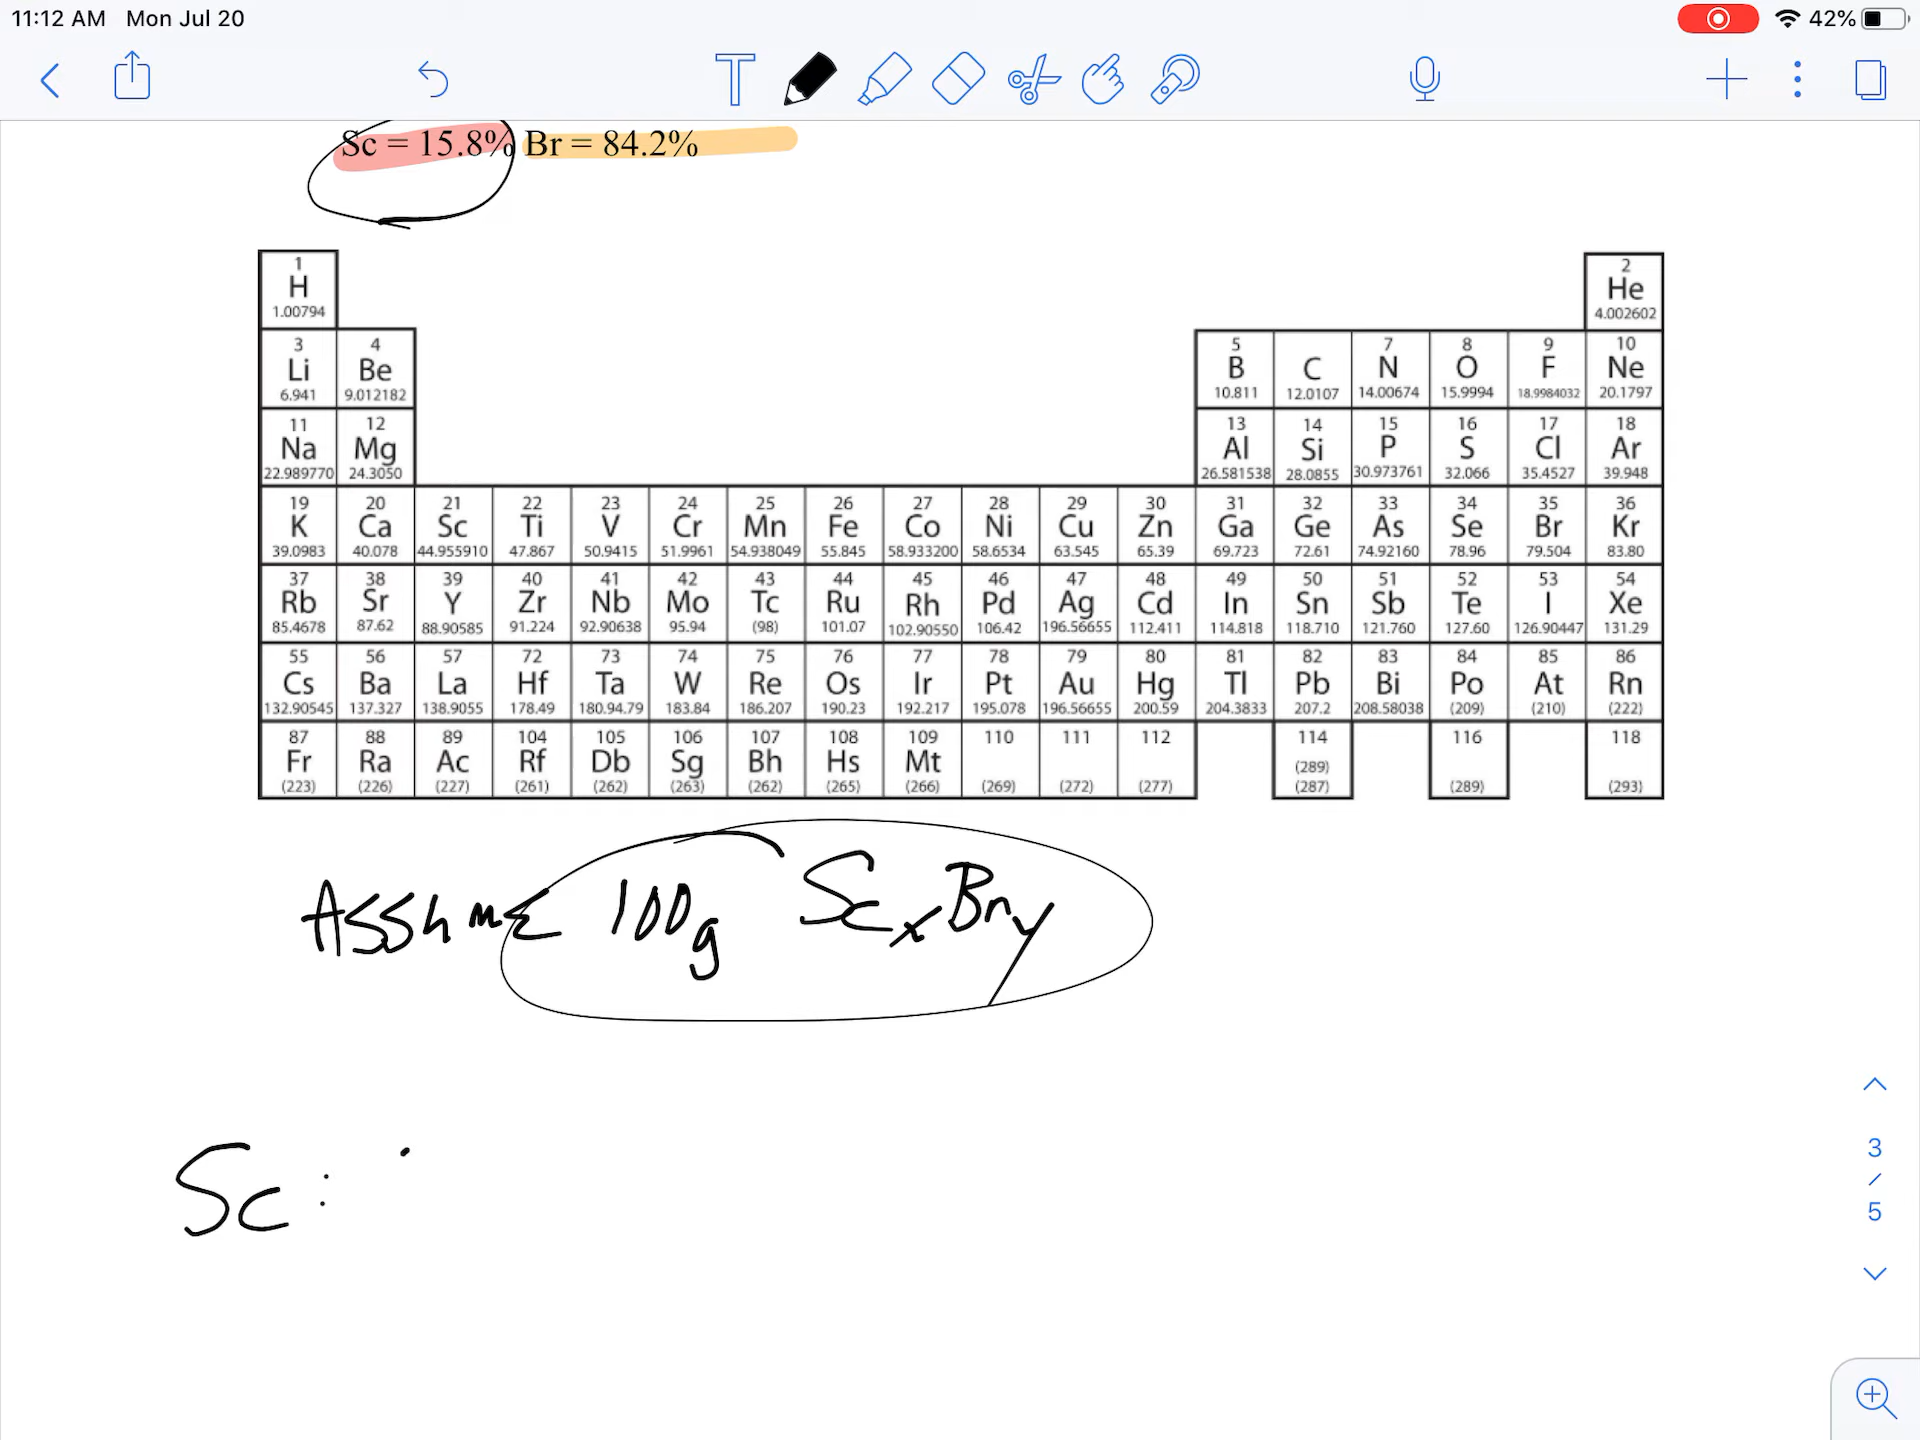 11:12 AM Mon Jul 20 42%
Sc = 15.8% Br = 84.2%
1 2
H He
1.00794 4.002602
3 4 5 7 8 9 10
Li Be B C N O F Ne
6.941 9.012182 10.811 12.0107 14.00674 15.9994 18.9984032 20.1797
11 12 13 14 15 16 17 18
Na Mg Al Si P S Cl Ar
22.989770 24.3050 26.581538 28.0855 30.973761 32.066 35.4527 39.948
19 20 21 22 23 24 25 26 27 28 29 30 31 32 33 34 35 36
K Ca Sc Ti V Cr Mn Fe Co Ni Cu Zn Ga Ge As Se Br Kr
39.0983 40.078 44.955910 47.867 50.9415 51.9961 54.938049 55.845 58.933200 58.6534 63.545 65.39 69.723 72.61 74.92160 78.96 79.504 83.80
37 38 39 40 41 42 43 44 45 46 47 48 49 50 51 52 53 54
Rb Sr Y Zr Nb Mo Tc Ru Rh Pd Ag Cd In Sn Sb Te I Xe
85.4678 87.62 88.90585 91.224 92.90638 95.94 (98) 101.07 102.90550 106.42 196.56655 112.411 114.818 118.710 121.760 127.60 126.90447 131.29
55 56 57 72 73 74 75 76 77 78 79 80 81 82 83 84 85 86
Cs Ba La Hf Ta W Re Os Ir Pt Au Hg Tl Pb Bi Po At Rn
132.90545 137.327 138.9055 178.49 180.94.79 183.84 186.207 190.23 192.217 195.078 196.56655 200.59 204.3833 207.2 208.58038 (209) (210) (222)
87 88 89 104 105 106 107 108 109 110 111 112 114 116 118
Fr Ra Ac Rf Db Sg Bh Hs Mt (289)
(223) (226) (227) (261) (262) (263) (262) (265) (266) (269) (272) (277) (287) (289) (293)
Assume 100g ScxBry
Sc :
3
/
5